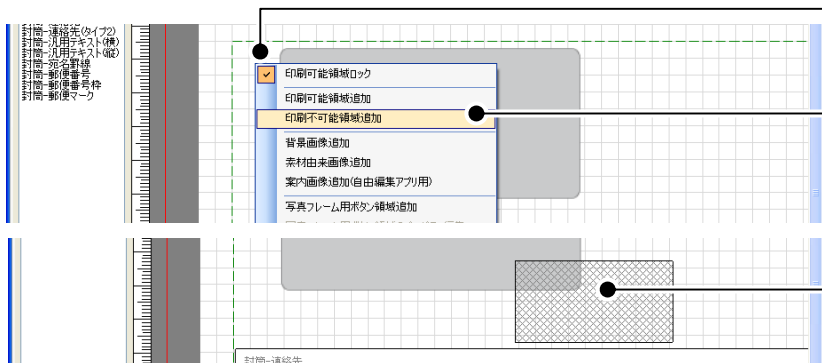 封筒-連絡先(タイプ2)
封筒-汎用テキスト(横)
封筒-汎用テキスト(縦)
封筒-宛名罫線
封筒-郵便番号
封筒-郵便番号枠
封筒-郵便マーク
印刷可能領域ロック
印刷可能領域追加
印刷不可能領域追加
背景画像追加
素材由来画像追加
案内画像追加(自由編集アプリ用)
写真フレーム用ボタン領域追加
封筒-連絡先